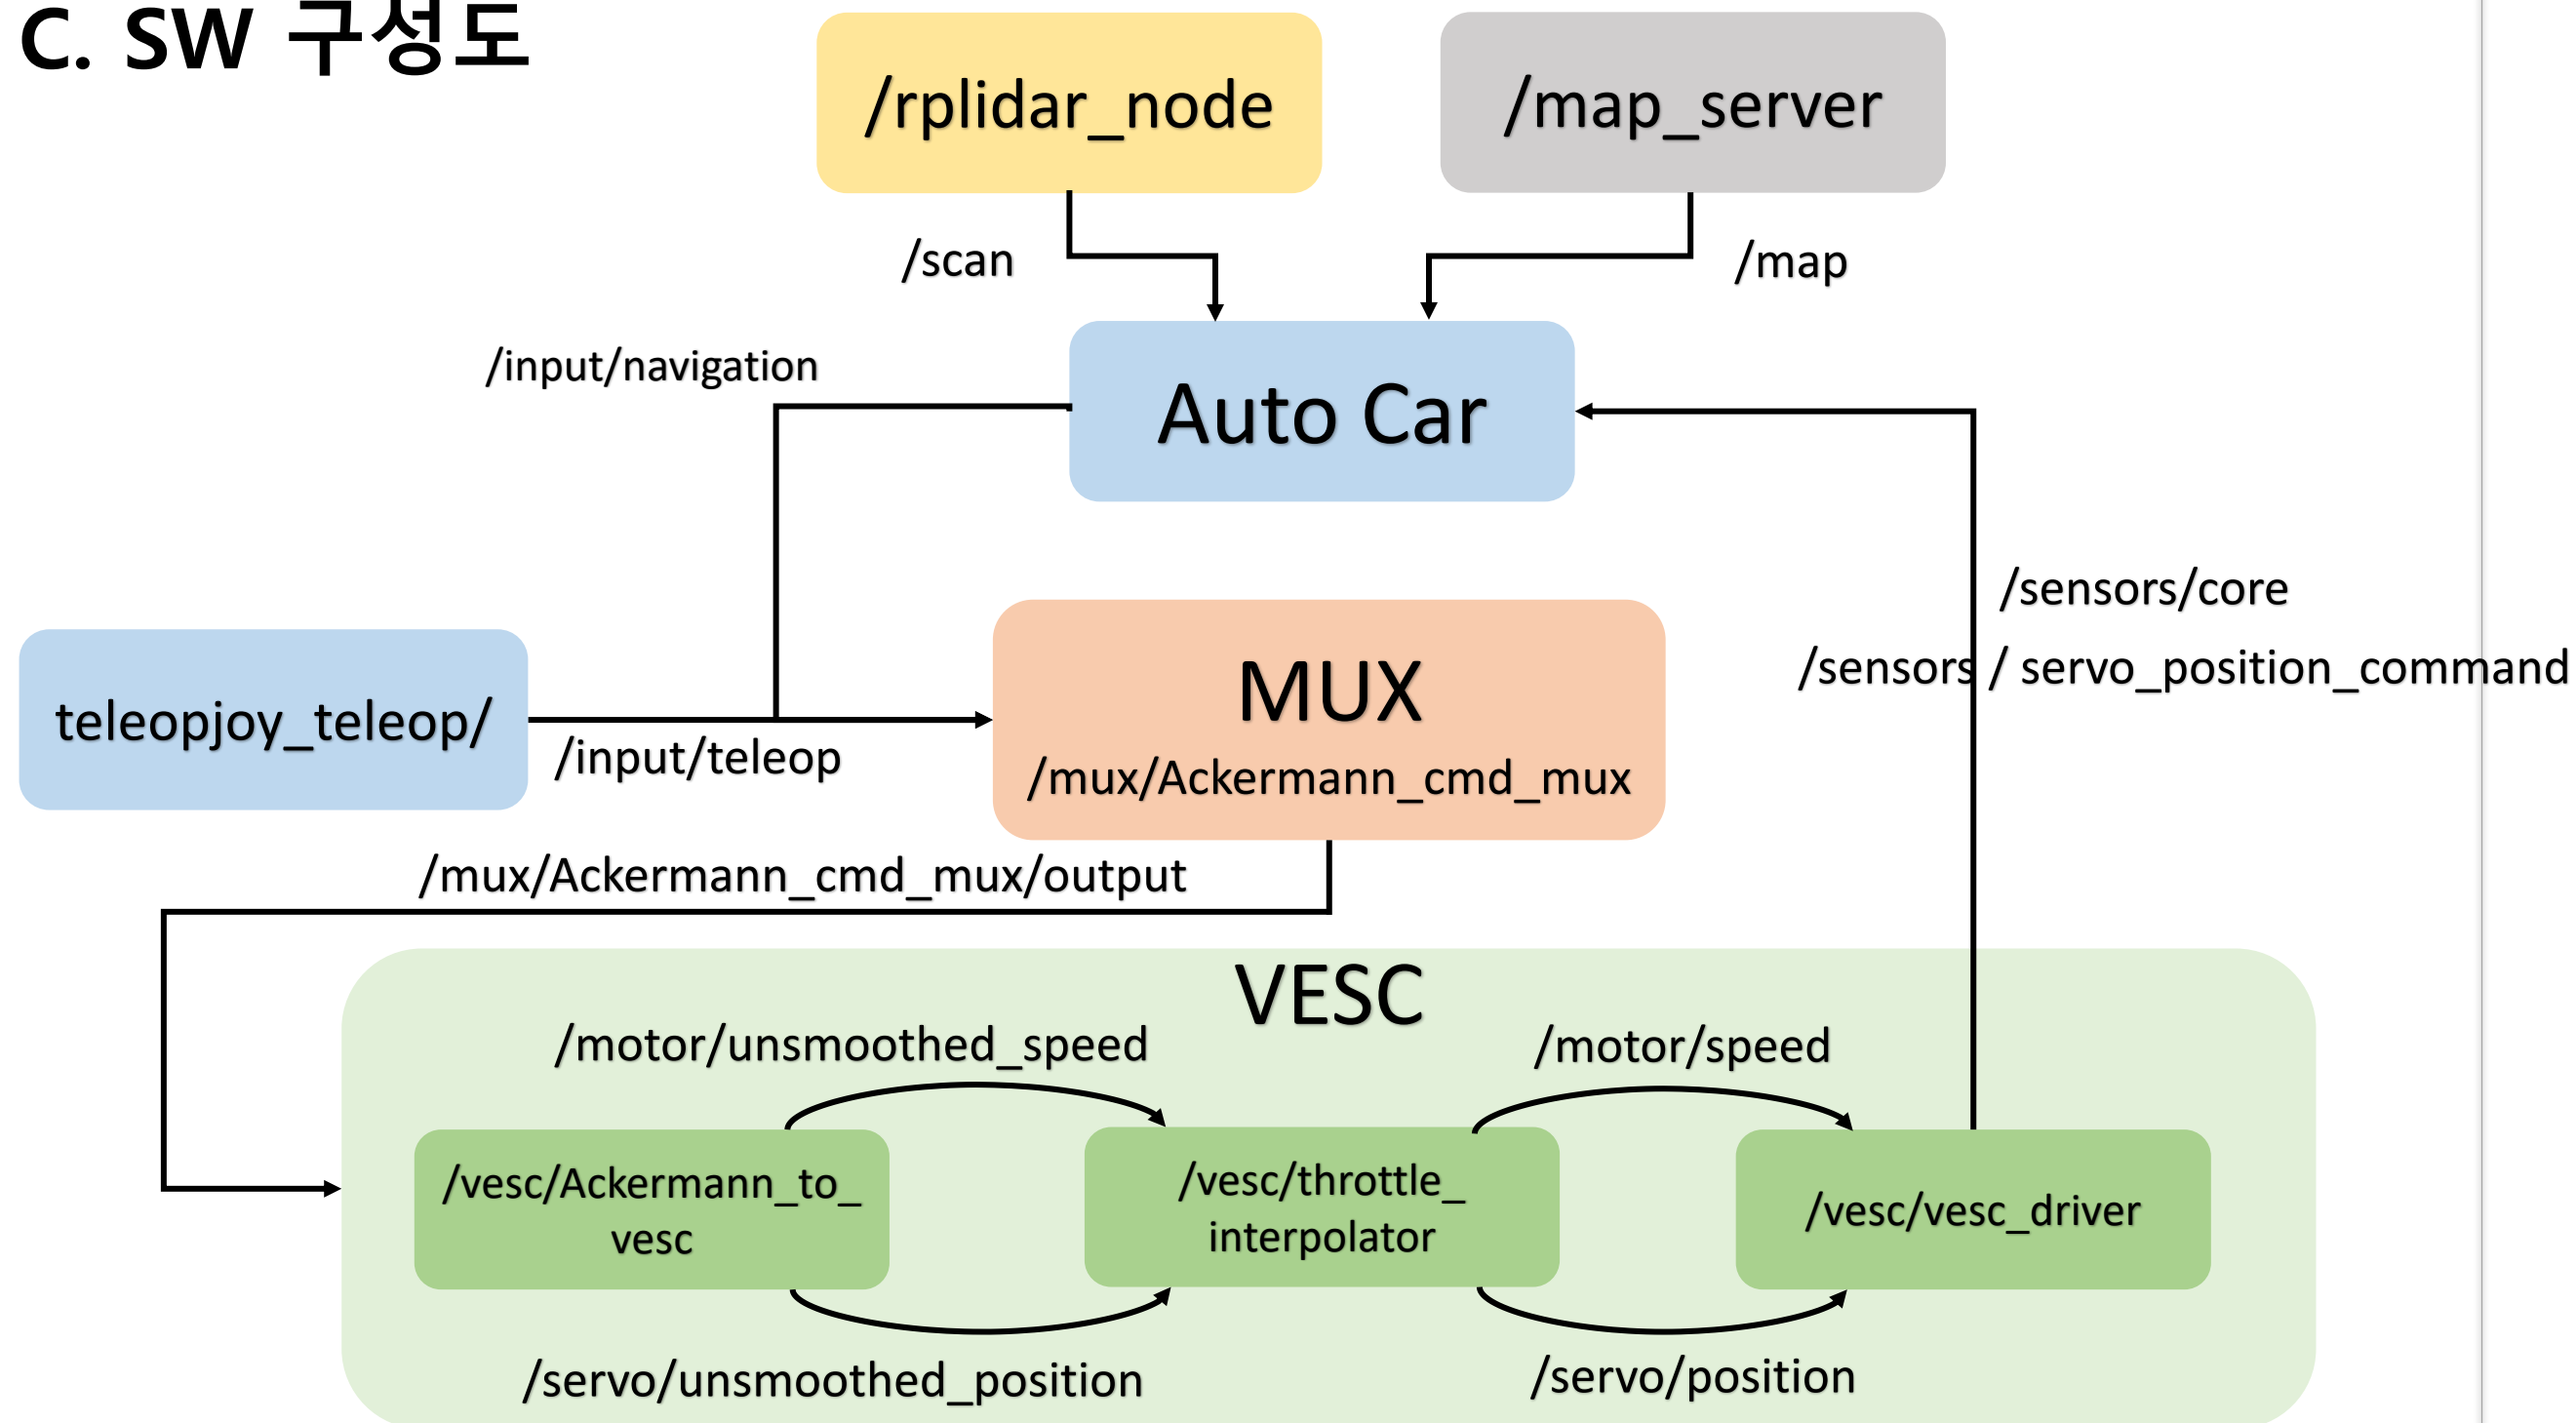 C. SW 구성도
/rplidar_node
/map_server
/scan
/map
/input/navigation
Auto Car
/sensors/core
/sensors / servo_position_command
teleopjoy_teleop/
/input/teleop
MUX
/mux/Ackermann_cmd_mux
/mux/Ackermann_cmd_mux/output
VESC
/motor/unsmoothed_speed
/motor/speed
/vesc/Ackermann_to_
vesc
/vesc/throttle_
interpolator
/vesc/vesc_driver
/servo/unsmoothed_position
/servo/position